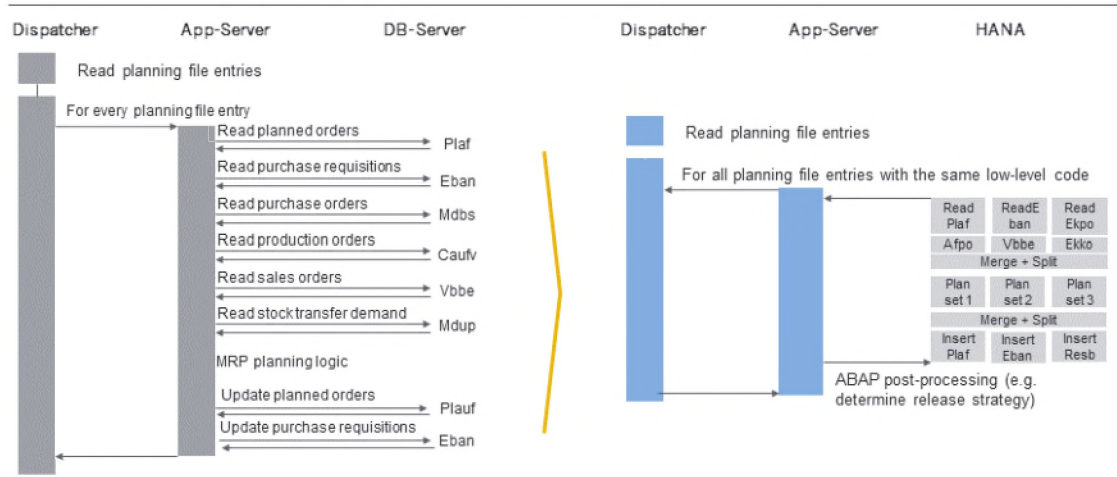 Dispatcher App-Server DB-Server
Read planning file entries
For every planning file entry
Read planned orders
Plaf
Read purchase requisitions
Eban
Read purchase orders
Mdbs
Read production orders
Caufv
Read sales orders
Vbbe
Read stock transfer demand
Mdup
MRP planning logic
Update planned orders
Plauf
Update purchase requisitions
Eban
Dispatcher App-Server HANA
Read planning file entries
For all planning file entries with the same low-level code
Read ReadE Read
Plaf ban Ekpo
Afpo Vbbe Ekko
Merge + Split
Plan Plan Plan
set 1 set 2 set 3
Merge + Split
Insert Insert Insert
Plaf Eban Resb
ABAP post-processing (e.g.
determine release strategy)